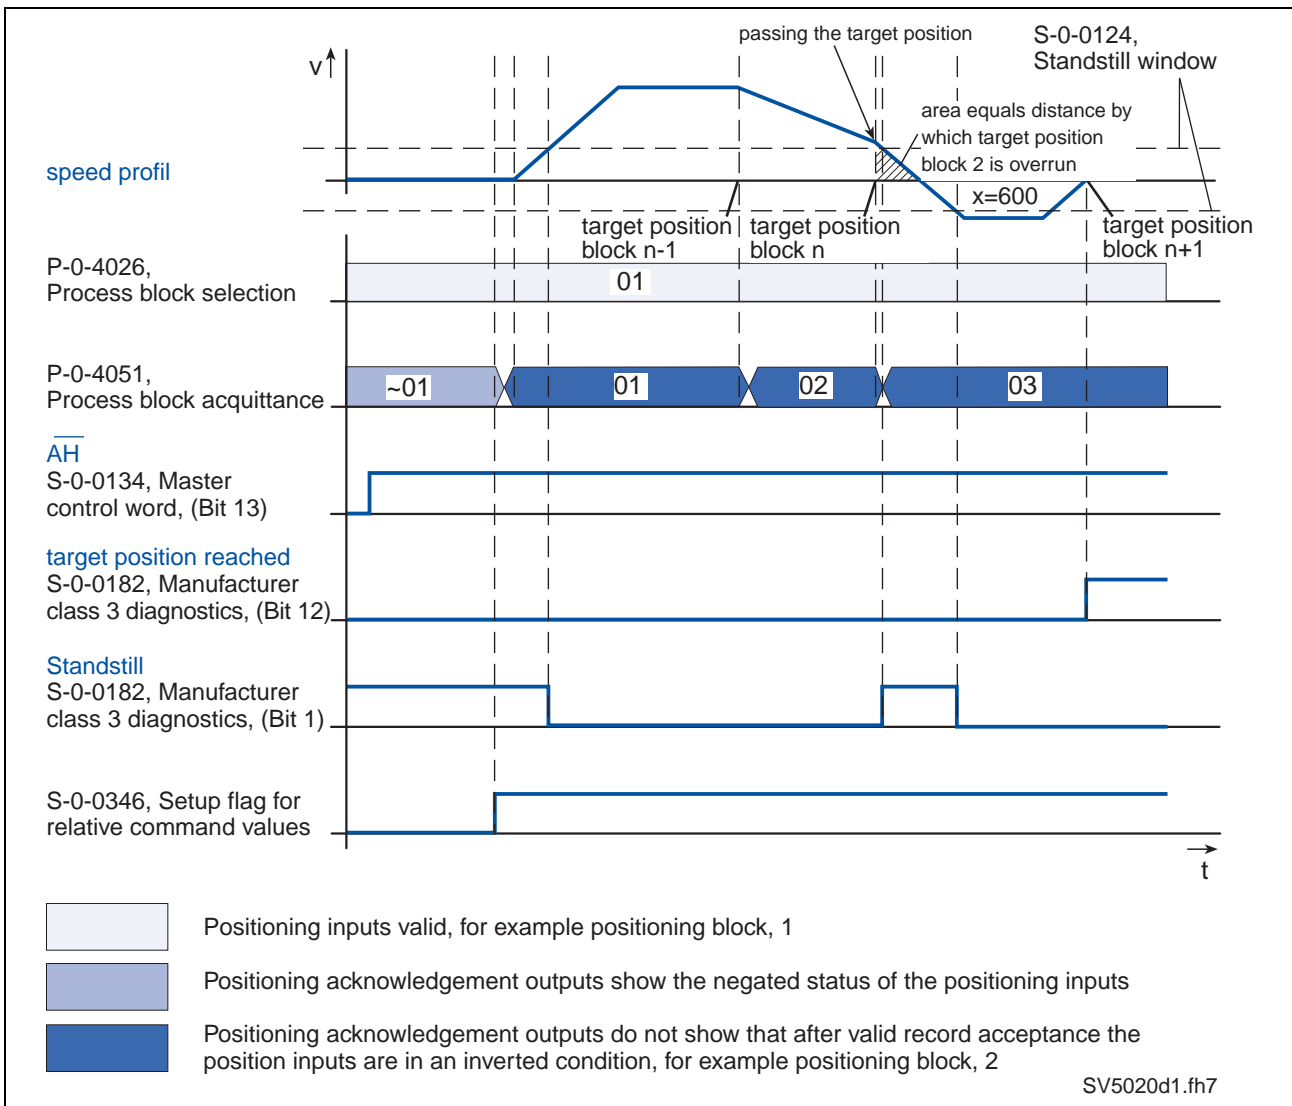 passing the target position
S-0-0124,
Standstill window
v
area equals distance by
which target position
block 2 is overrun
speed profil
x=600
target position
block n-1
target position
block n
target position
block n+1
P-0-4026,
Process block selection
01
P-0-4051,
Process block acquittance
~01
01
02
03
AH
S-0-0134, Master
control word, (Bit 13)
target position reached
S-0-0182, Manufacturer
class 3 diagnostics, (Bit 12)
Standstill
S-0-0182, Manufacturer
class 3 diagnostics, (Bit 1)
S-0-0346, Setup flag for
relative command values
t
Positioning inputs valid, for example positioning block, 1
Positioning acknowledgement outputs show the negated status of the positioning inputs
Positioning acknowledgement outputs do not show that after valid record acceptance the
position inputs are in an inverted condition, for example positioning block, 2
SV5020d1.fh7